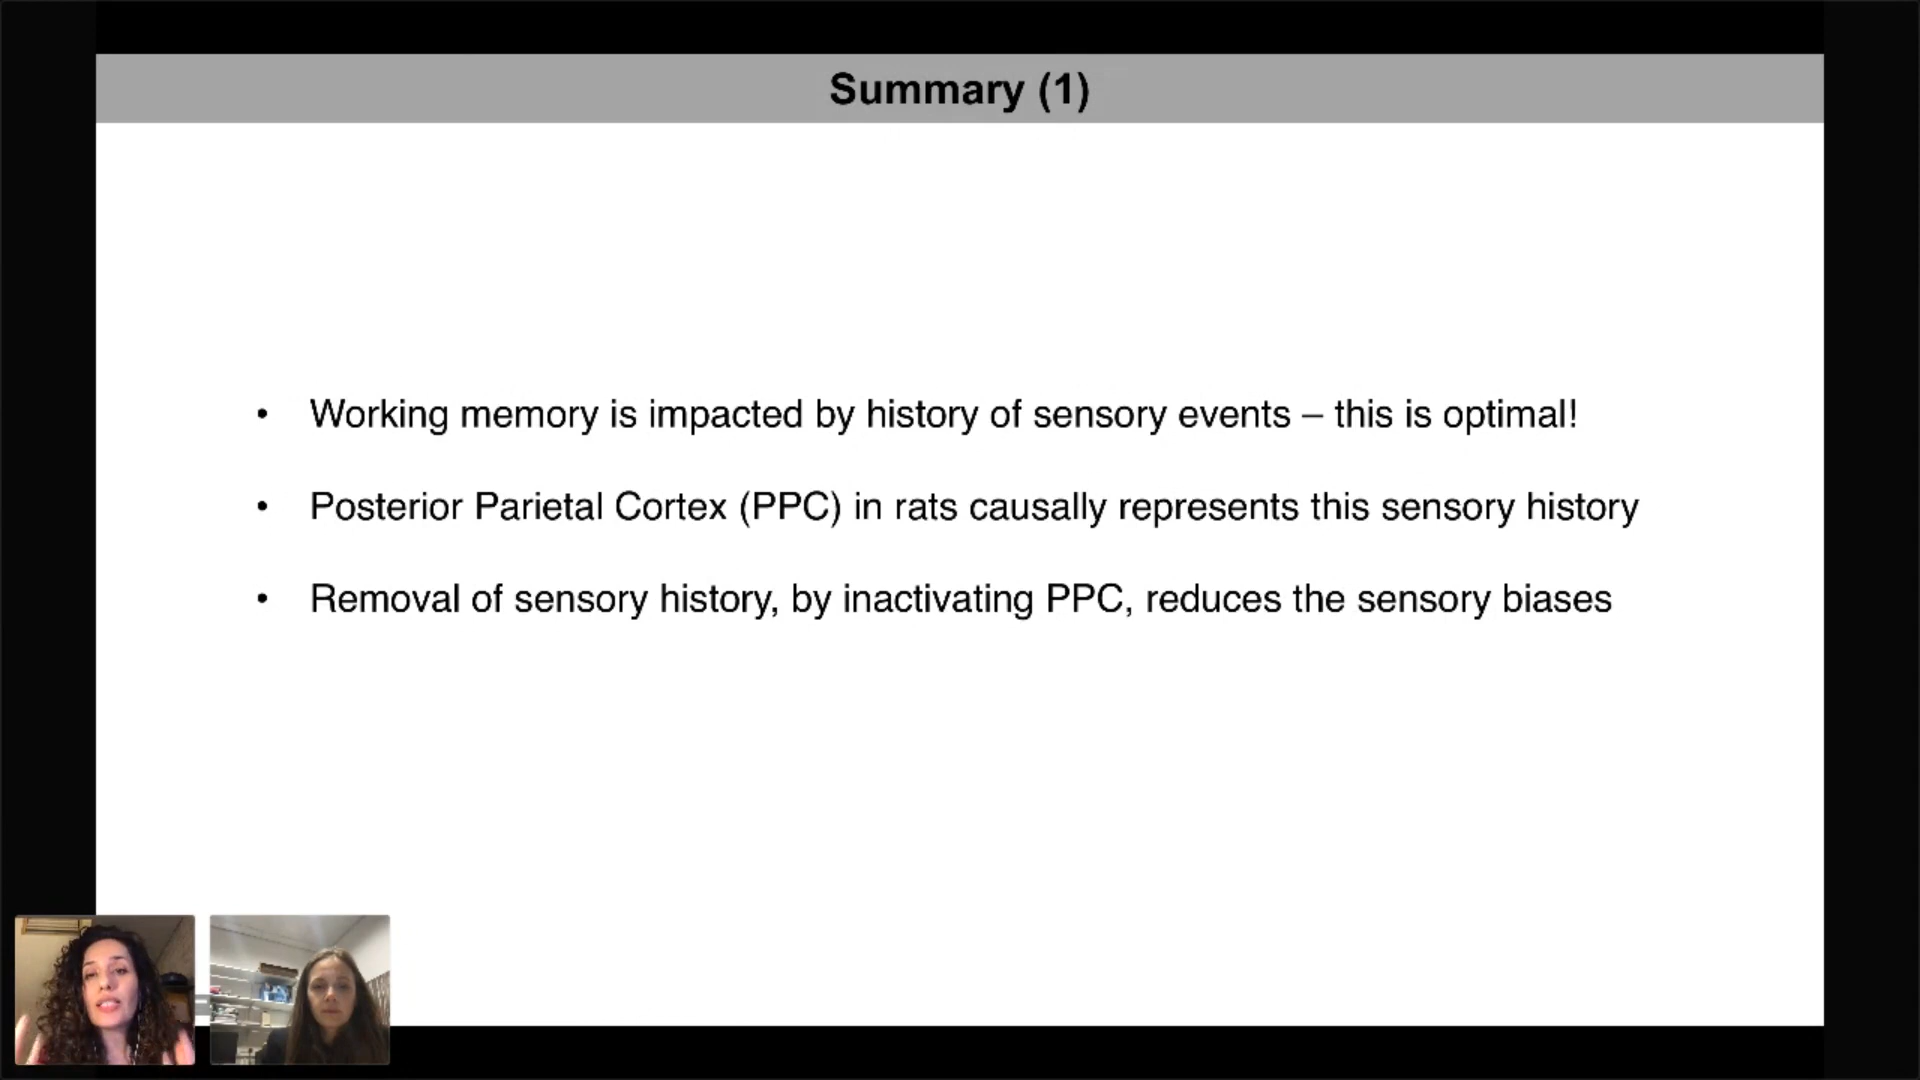 Summary (1)
• Working memory is impacted by history of sensory events – this is optimal!
• Posterior Parietal Cortex (PPC) in rats causally represents this sensory history
• Removal of sensory history, by inactivating PPC, reduces the sensory biases